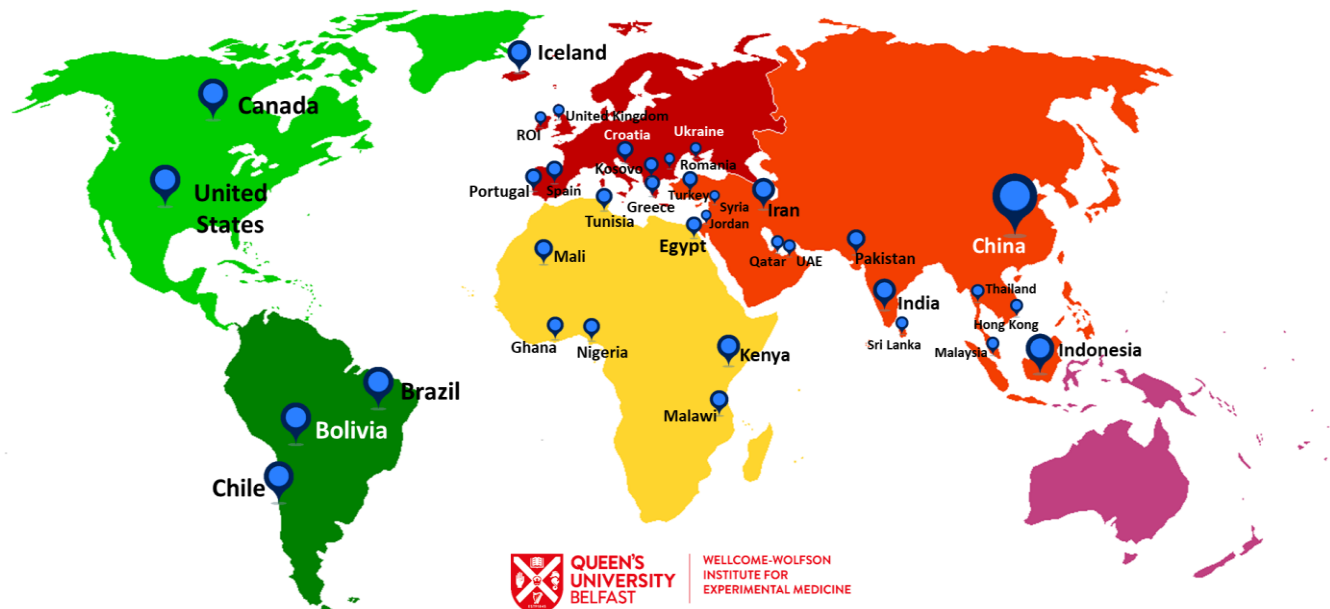 Iceland
Canada
United Kingdom
ROI
Croatia
Ukraine
Kosovo
Romania
United
States
Portugal
Spain
Turkey
Syria
Iran
Tunisia
Greece
Jordan
Egypt
China
Mali
Qatar
UAE
Pakistan
Thailand
India
Hong Kong
Sri Lanka
Malaysia
Indonesia
Ghana
Nigeria
Kenya
Brazil
Malawi
Bolivia
Chile
QUEEN'S
UNIVERSITY
BELFAST
WELLCOME-WOLFSON
INSTITUTE FOR
EXPERIMENTAL MEDICINE